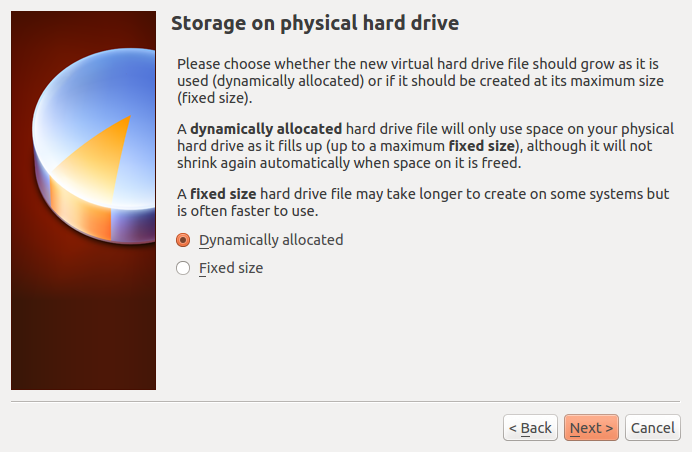 Storage on physical hard drive
Please choose whether the new virtual hard drive file should grow as it is
used (dynamically allocated) or if it should be created at its maximum size
(fixed size).
A dynamically allocated hard drive file will only use space on your physical
hard drive as it fills up (up to a maximum fixed size), although it will not
shrink again automatically when space on it is freed.
A fixed size hard drive file may take longer to create on some systems but
is often faster to use.
Dynamically allocated
Fixed size
< Back Next > Cancel